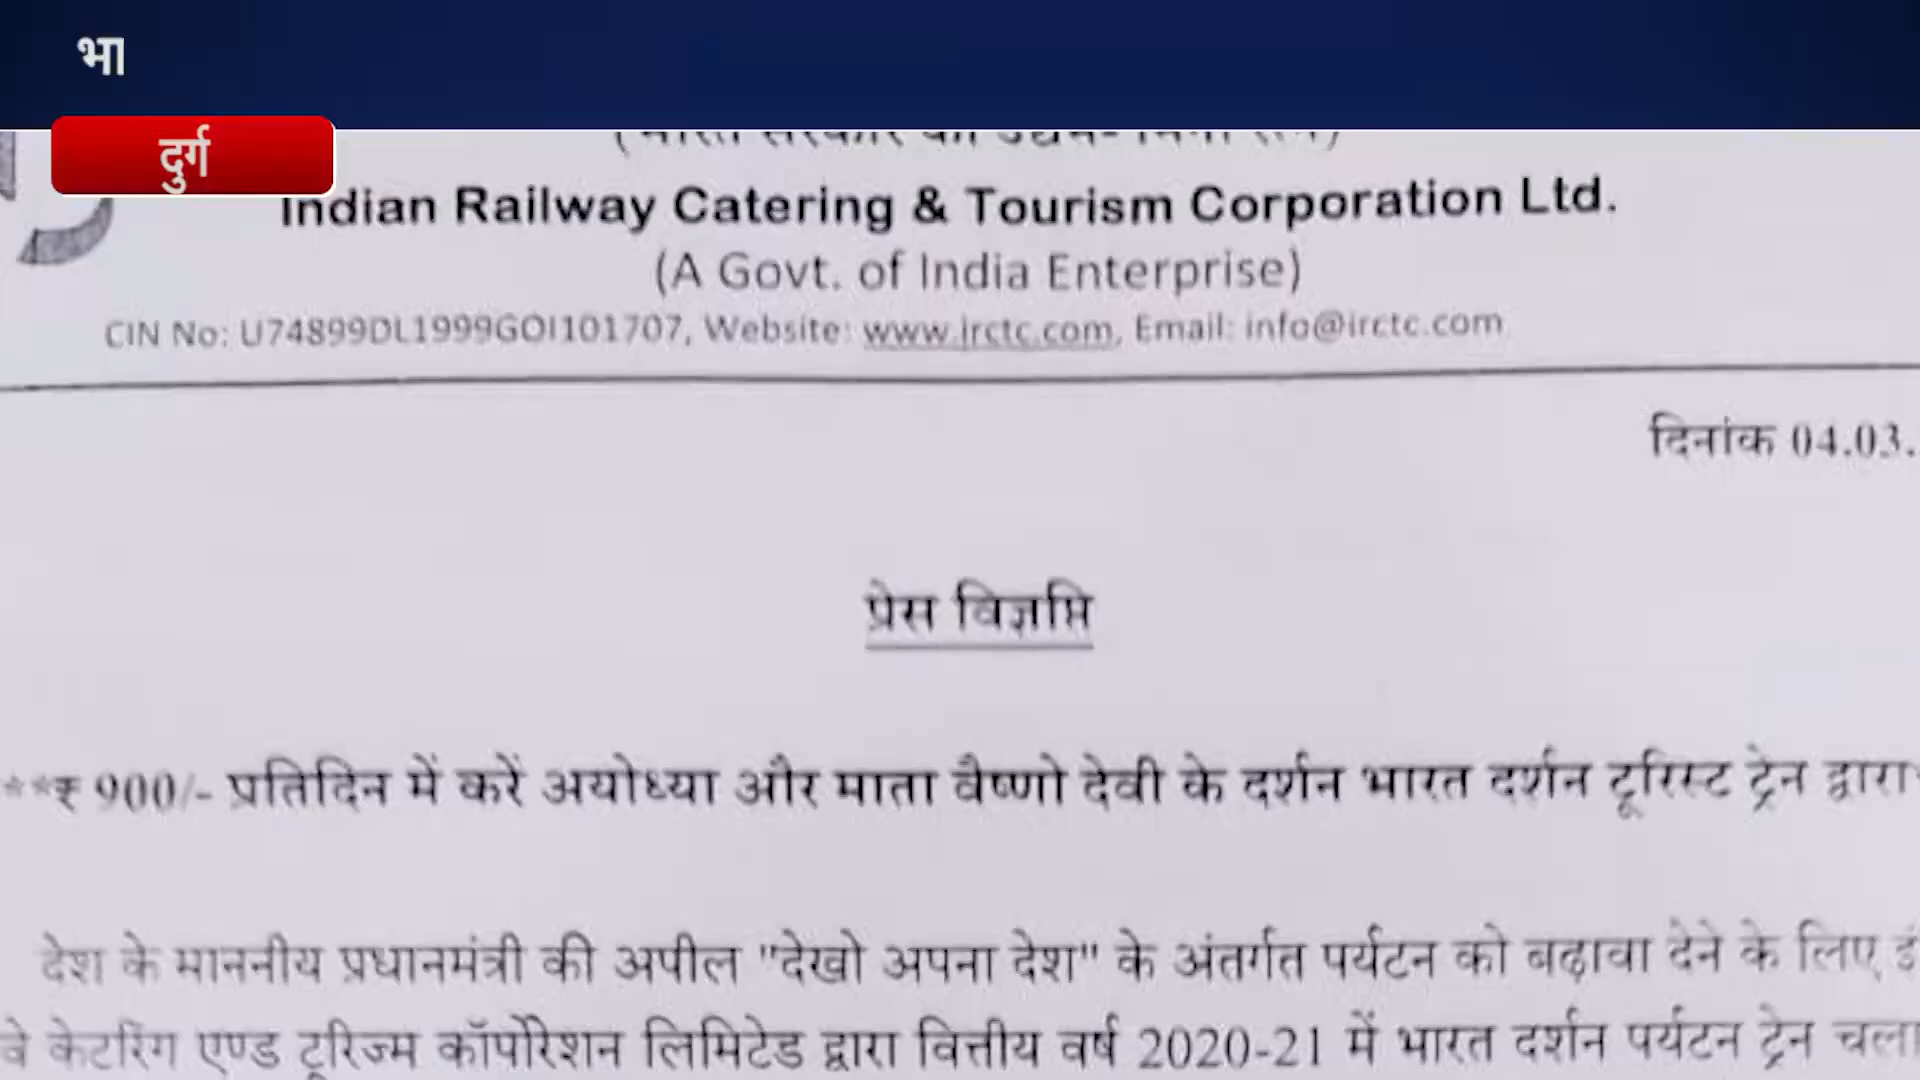 भा
दुर्ग
Indian Railway Catering & Tourism Corporation Ltd.
(A Govt. of India Enterprise)
CIN No: U74899DL1999GOI101707, Website: www.irctc.com, Email: info@irctc.com
दिनांक 04.03.
प्रेस विज्ञप्ति
**₹ 900/- प्रतिदिन में करें अयोध्या और माता वैष्णो देवी के दर्शन भारत दर्शन टूरिस्ट ट्रेन द्वारा
देश के माननीय प्रधानमंत्री की अपील "देखो अपना देश" के अंतर्गत पर्यटन को बढ़ावा देने के लिए
वे केटरिंग एण्ड टूरिज्म कॉर्पोरेशन लिमिटेड द्वारा वित्तीय वर्ष 2020-21 में भारत दर्शन पर्यटन ट्रेन चला